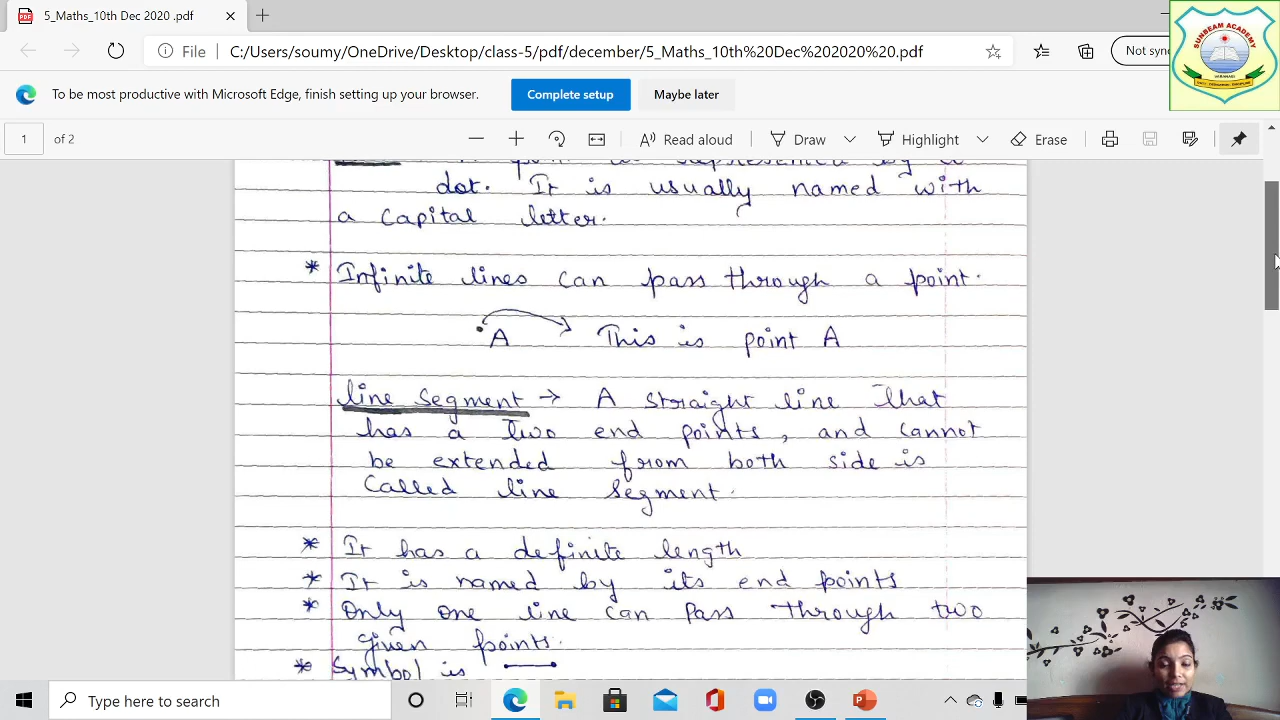 5_Maths_10th Dec 2020 .pdf
File C:/Users/soumy/OneDrive/Desktop/class-5/pdf/december/5_Maths_10th%20Dec%202020%20.pdf
Not sync
SUNBEAM ACADEMY
VARANASI
To be most productive with Microsoft Edge, finish setting up your browser. Complete setup Maybe later
1 of 2 Read aloud Draw Highlight Erase
dot. It is usually named with
a Capital letter.
* Infinite lines can pass through a point.
A This is point A
line segment → A straight line That
has a two end points, and cannot
be extended from both side is
Called line segment.
* It has a definite length
* It is named by its end points
* Only one line can pass through two
given points.
* Symbol is
Type here to search